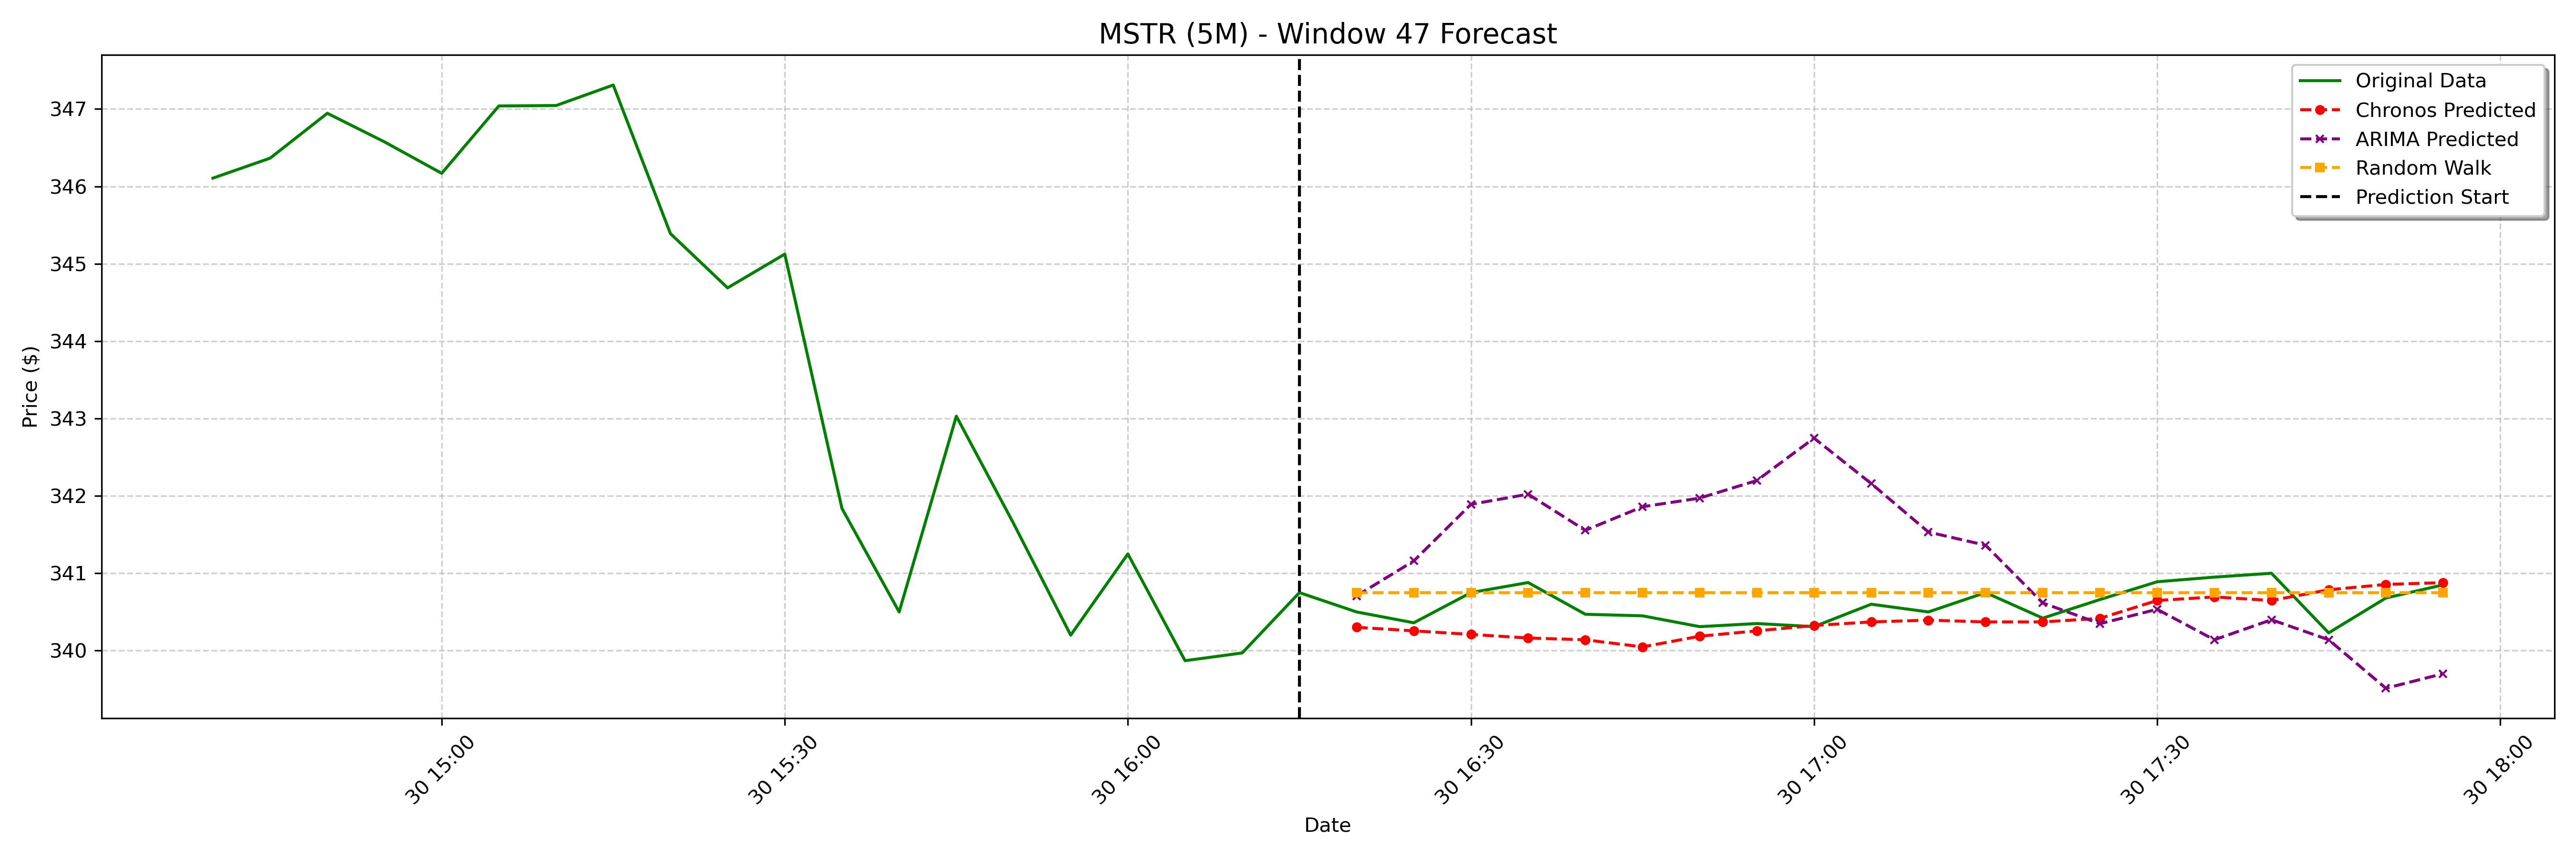 MSTR (5M) - Window 47 Forecast
Original Data
Chronos Predicted
ARIMA Predicted
Random Walk
Prediction Start
Price ($)
347
346
345
344
343
342
341
340
30 15:00
30 15:30
30 16:00
30 16:30
30 17:00
30 17:30
30 18:00
Date